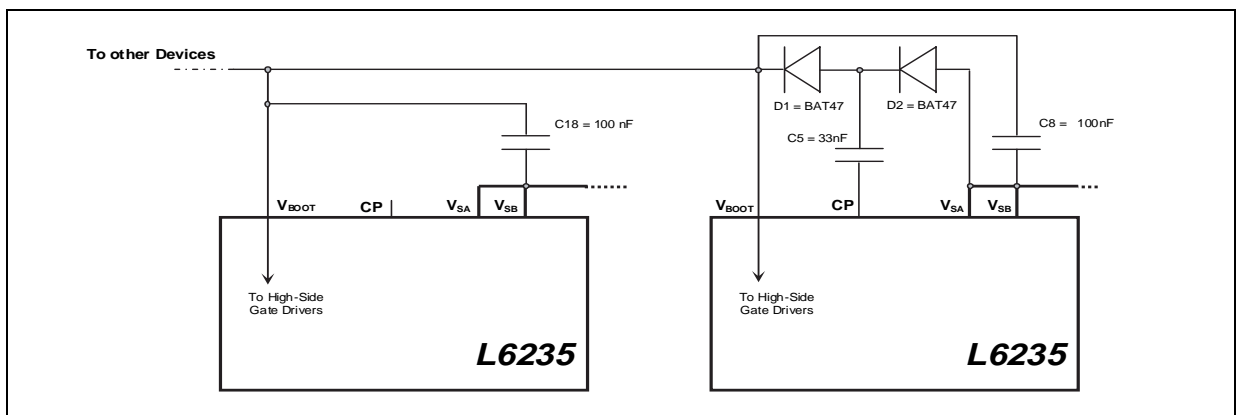 To other Devices
D1 = BAT47
D2 = BAT47
C18 = 100 nF
C8 = 100nF
C5 = 33nF
VBOOT
CP
VSA
VSB
VBOOT
CP
VSA
VSB
To High-Side
Gate Drivers
To High-Side
Gate Drivers
L6235
L6235